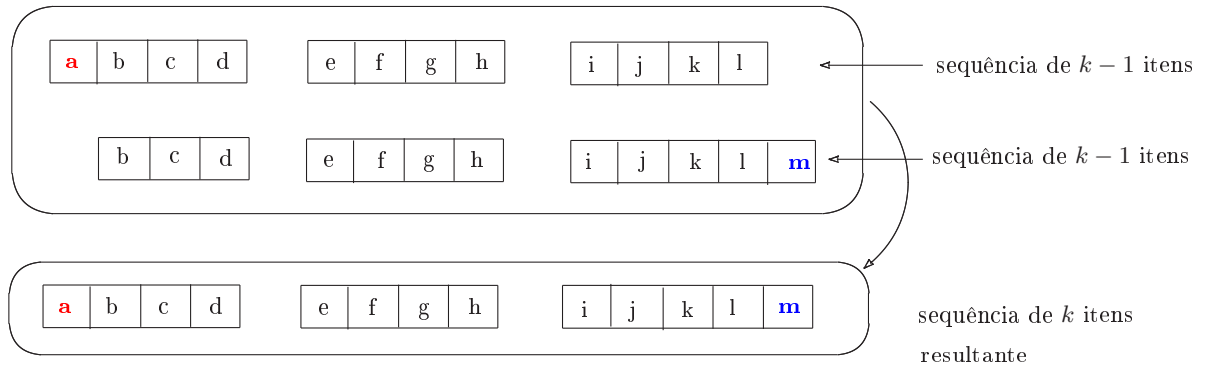 a b c d e f g h i j k l sequência de k − 1 itens
b c d e f g h i j k l m sequência de k − 1 itens
a b c d e f g h i j k l m sequência de k itens
resultante